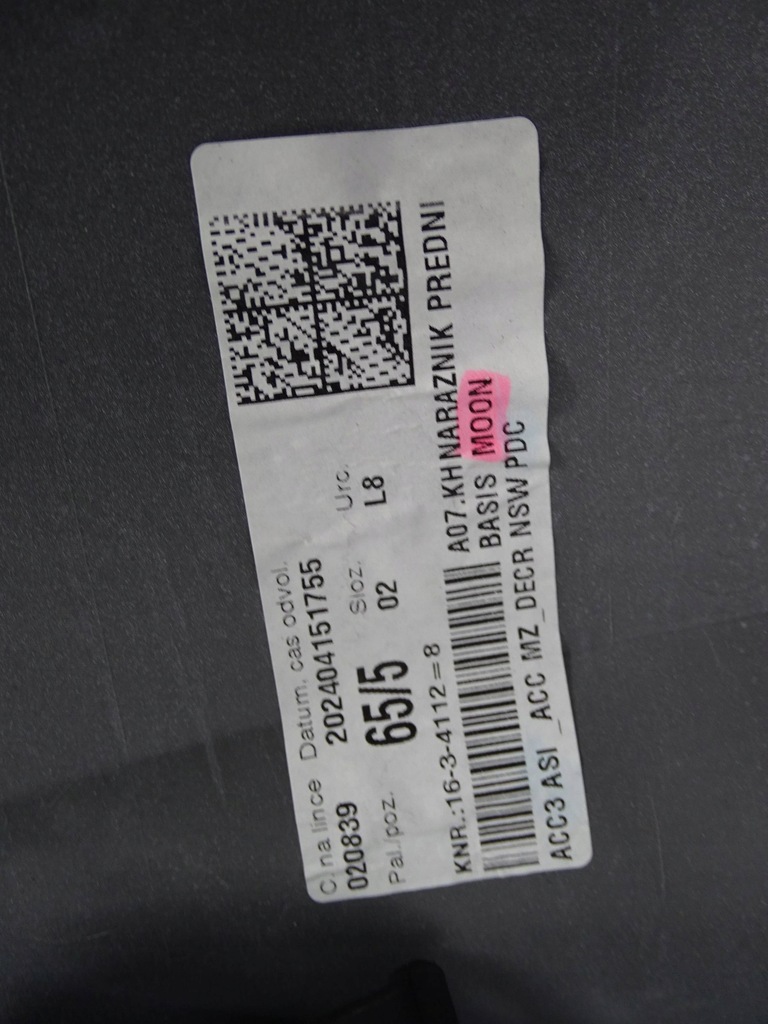 C. na lince Datum. cas odvol.
020839 202404151755
Pal./poz. Sloz. Urc.
65/5 02 L8
KNR.:16-3-4112=8 A07.KHNARAZNIK PREDNI
BASIS MOON
ACC3 ASI _ACC MZ_DECR NSW PDC